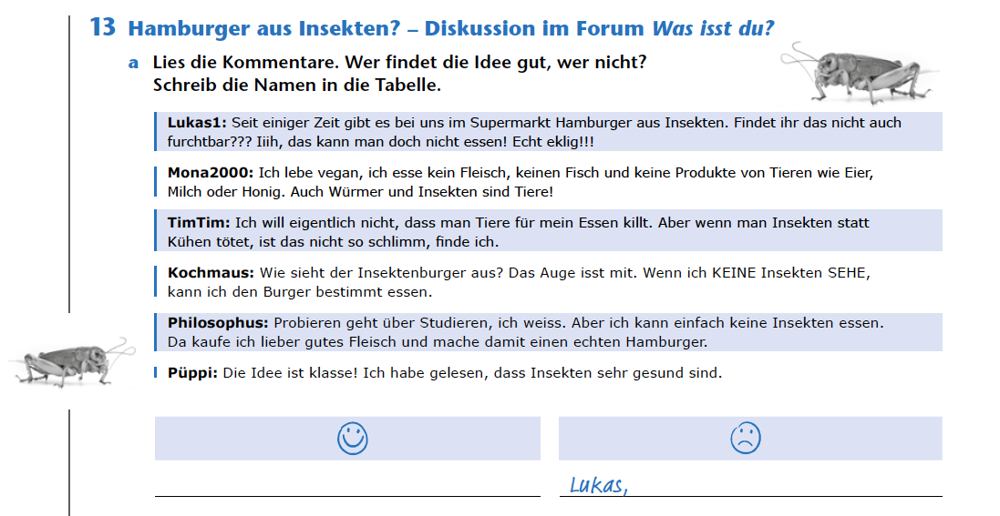 13 Hamburger aus Insekten? – Diskussion im Forum Was isst du?
a Lies die Kommentare. Wer findet die Idee gut, wer nicht?
Schreib die Namen in die Tabelle.
Lukas1: Seit einiger Zeit gibt es bei uns im Supermarkt Hamburger aus Insekten. Findet ihr das nicht auch
furchtbar??? Iiih, das kann man doch nicht essen! Echt eklig!!!
Mona2000: Ich lebe vegan, ich esse kein Fleisch, keinen Fisch und keine Produkte von Tieren wie Eier,
Milch oder Honig. Auch Würmer und Insekten sind Tiere!
TimTim: Ich will eigentlich nicht, dass man Tiere für mein Essen killt. Aber wenn man Insekten statt
Kühen tötet, ist das nicht so schlimm, finde ich.
Kochmaus: Wie sieht der Insektenburger aus? Das Auge isst mit. Wenn ich KEINE Insekten SEHE,
kann ich den Burger bestimmt essen.
Philosophus: Probieren geht über Studieren, ich weiss. Aber ich kann einfach keine Insekten essen.
Da kaufe ich lieber gutes Fleisch und mache damit einen echten Hamburger.
Püppi: Die Idee ist klasse! Ich habe gelesen, dass Insekten sehr gesund sind.
Lukas,